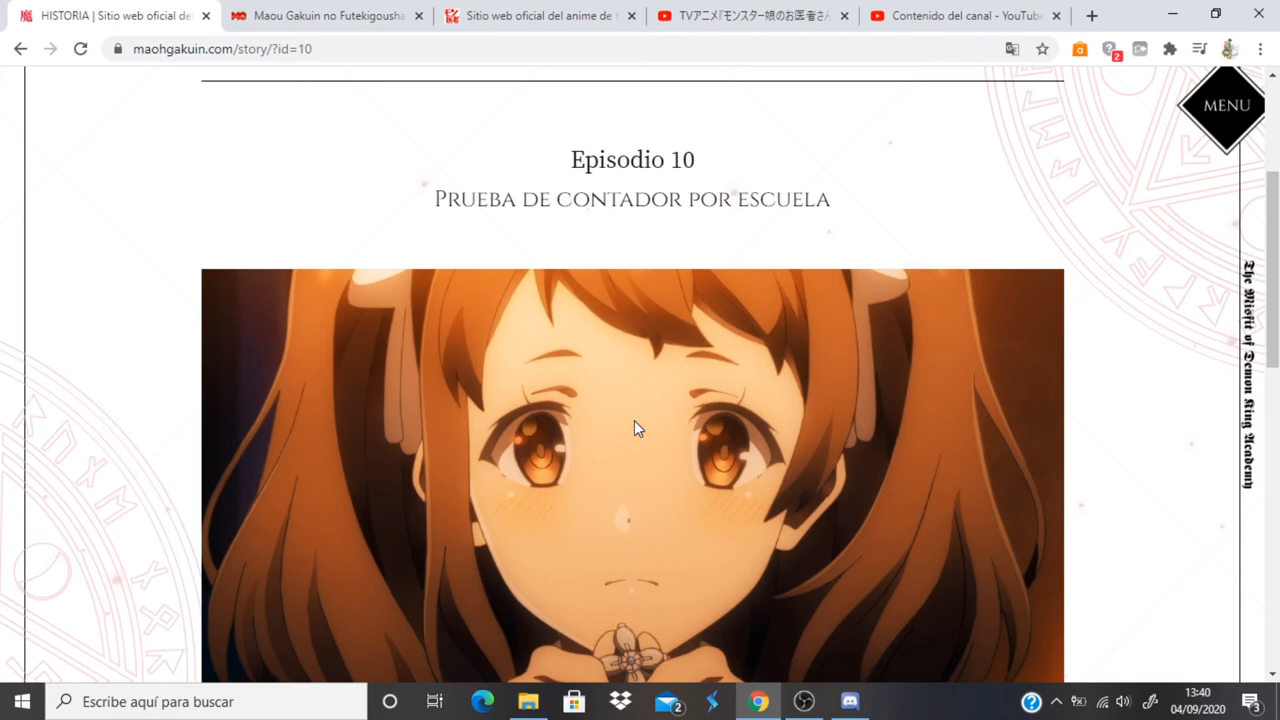 HISTORIA | Sitio web oficial del
Maou Gakuin no Futekigousha
Sitio web oficial del anime de t
TVアニメ『モンスター娘のお医者さん
Contenido del canal - YouTube
maohgakuin.com/story/?id=10
2
MENU
Episodio 10
PRUEBA DE CONTADOR POR ESCUELA
The Misfit of Demon King Academy
Escribe aquí para buscar
2
13:40
04/09/2020
3